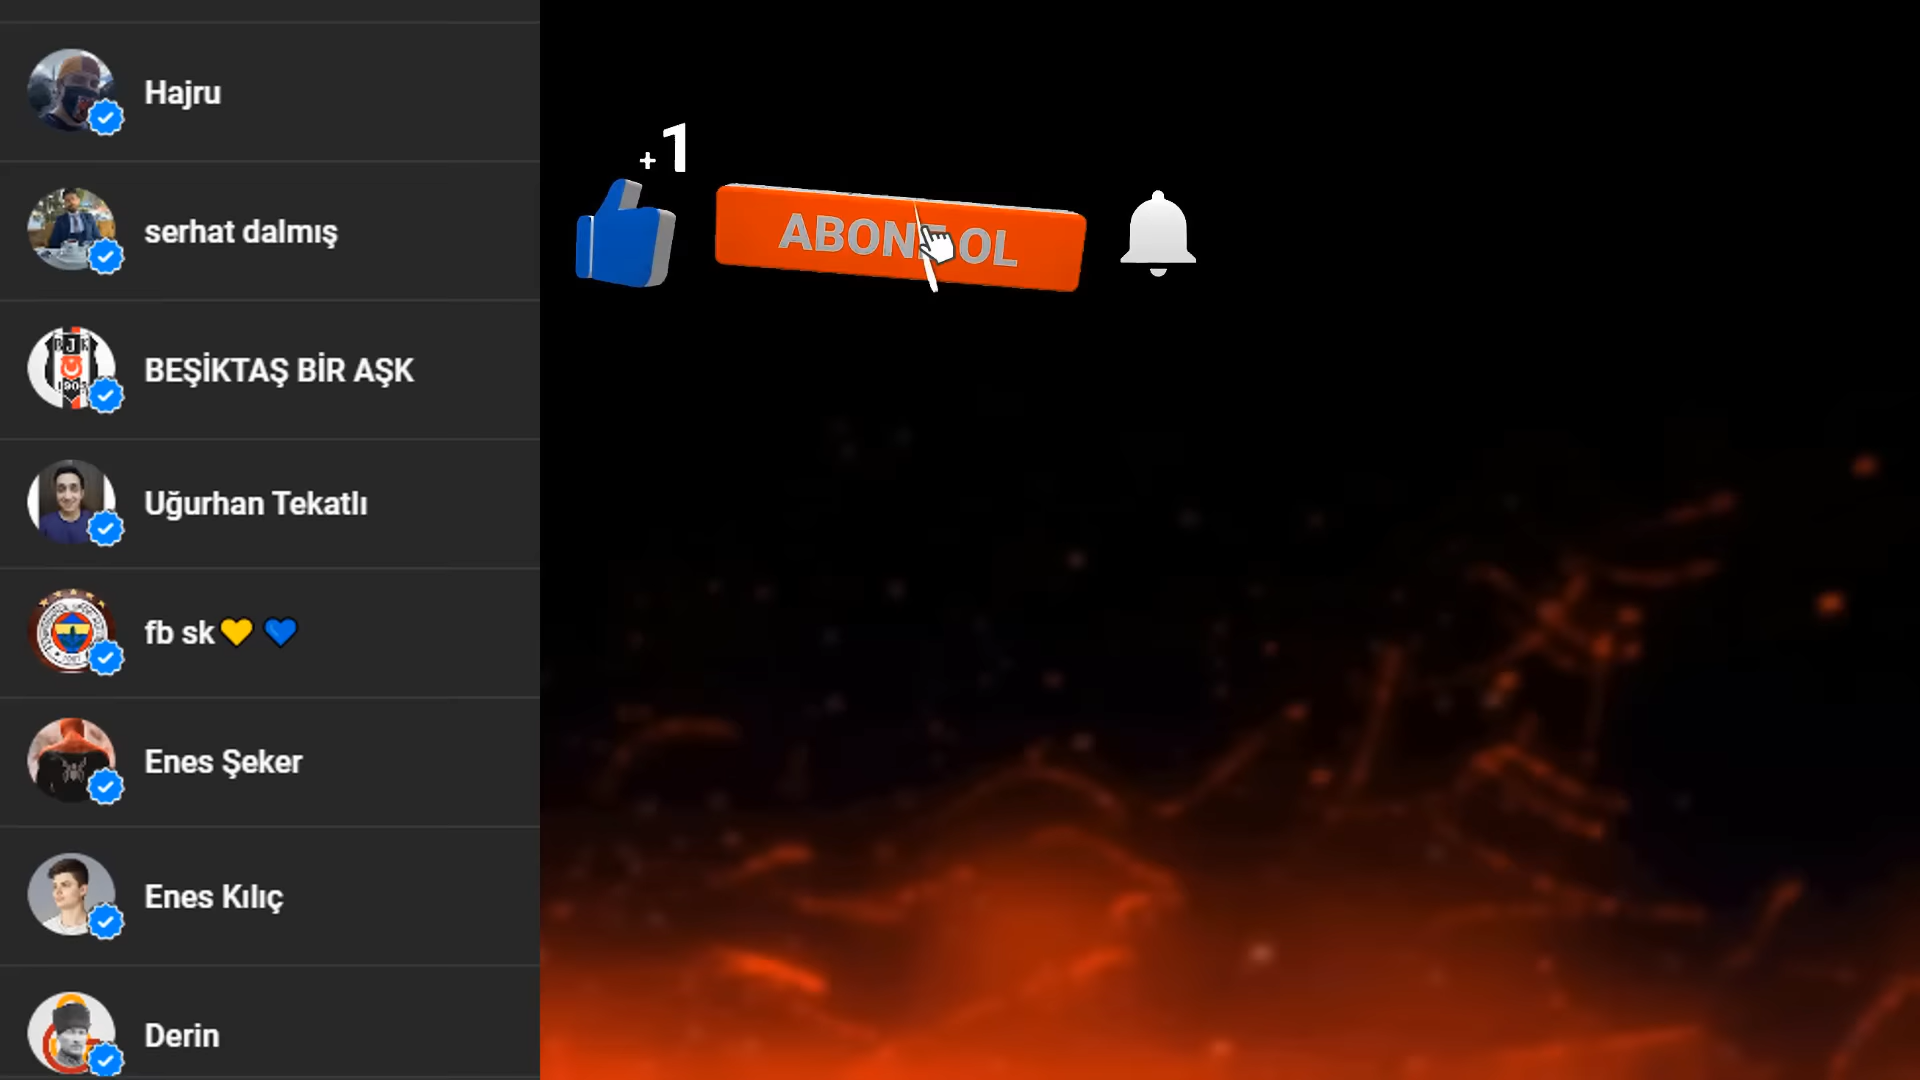 Hajru
serhat dalmış
BEŞİKTAŞ BİR AŞK
Uğurhan Tekatlı
fb sk💛 💙
Enes Şeker
Enes Kılıç
Derin
+1
ABONE OL
BJK